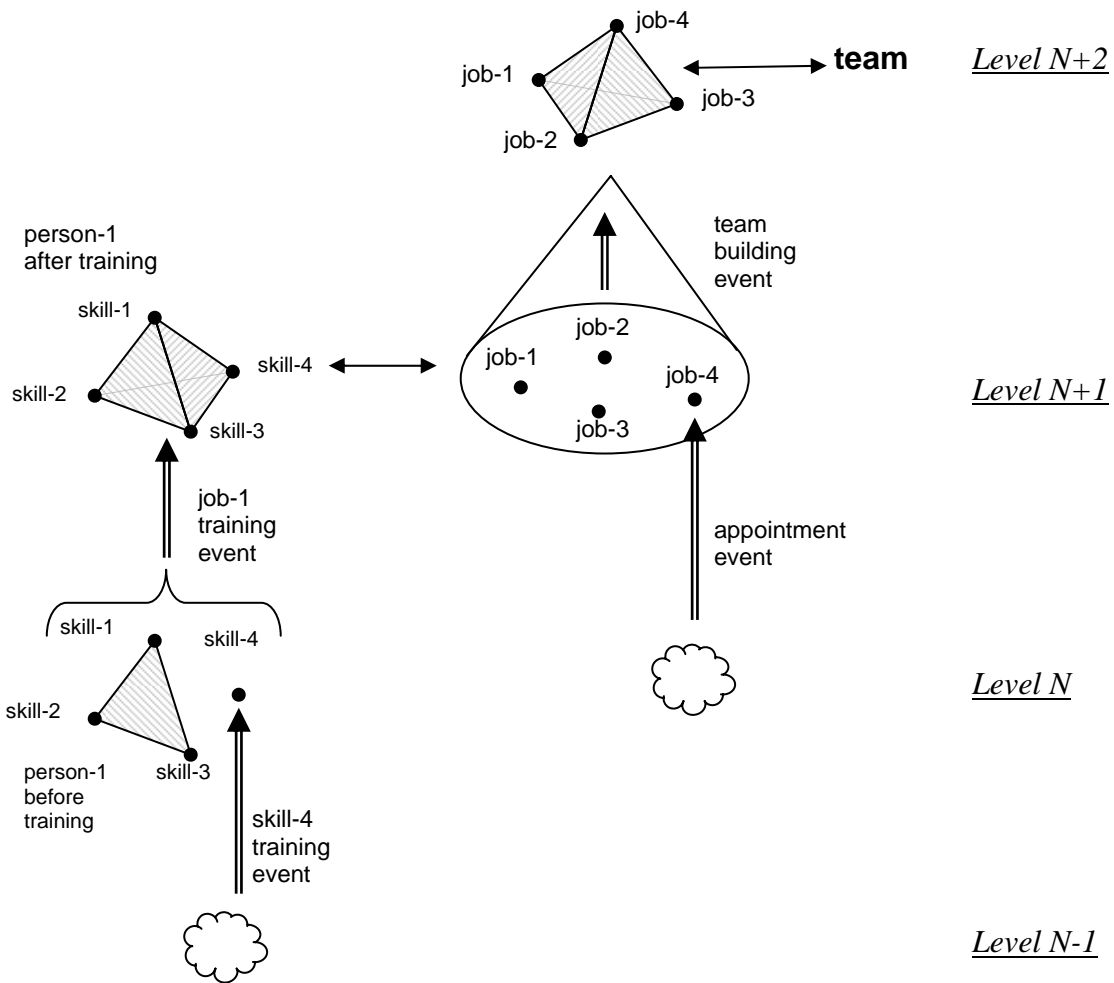 job-4
team
Level N+2
job-1
job-3
job-2
team
building
event
person-1
after training
skill-1
job-2
job-1
skill-4
job-4
skill-2
Level N+1
skill-3
job-3
job-1
training
event
appointment
event
skill-1
skill-4
skill-2
Level N
person-1
before
training
skill-3
skill-4
training
event
Level N-1